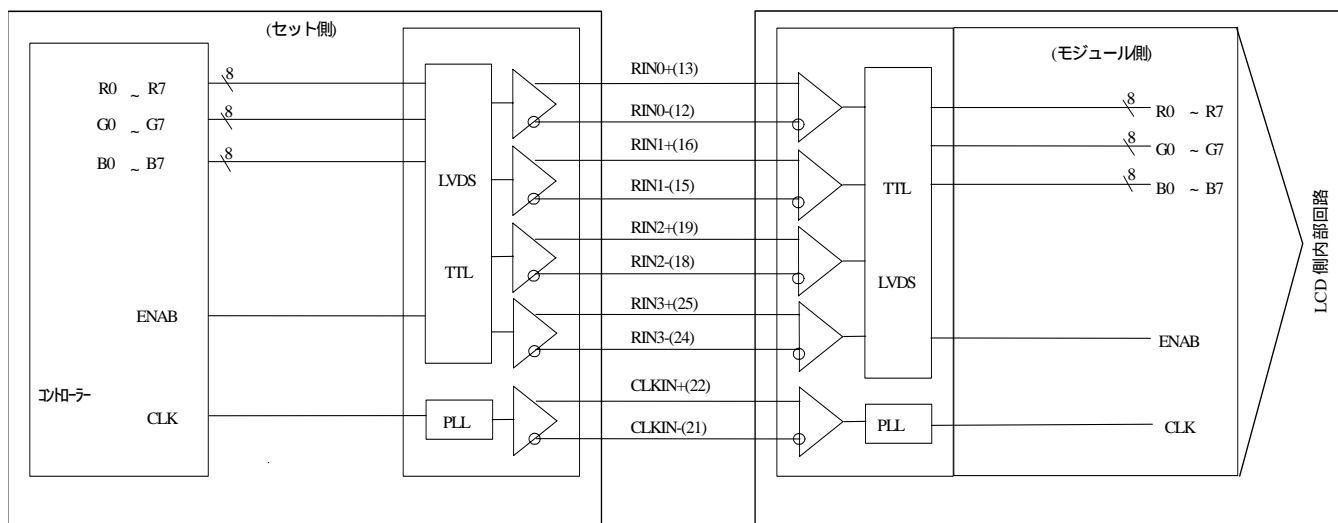 (セット側)
コントローラー
R0 ~ R7
G0 ~ G7
B0 ~ B7
ENAB
CLK
8
8
8
LVDS
TTL
PLL
RIN0+(13)
RIN0-(12)
RIN1+(16)
RIN1-(15)
RIN2+(19)
RIN2-(18)
RIN3+(25)
RIN3-(24)
CLKIN+(22)
CLKIN-(21)
(モジュール側)
TTL
LVDS
PLL
8
8
8
R0 ~ R7
G0 ~ G7
B0 ~ B7
ENAB
CLK
LCD 側内部回路